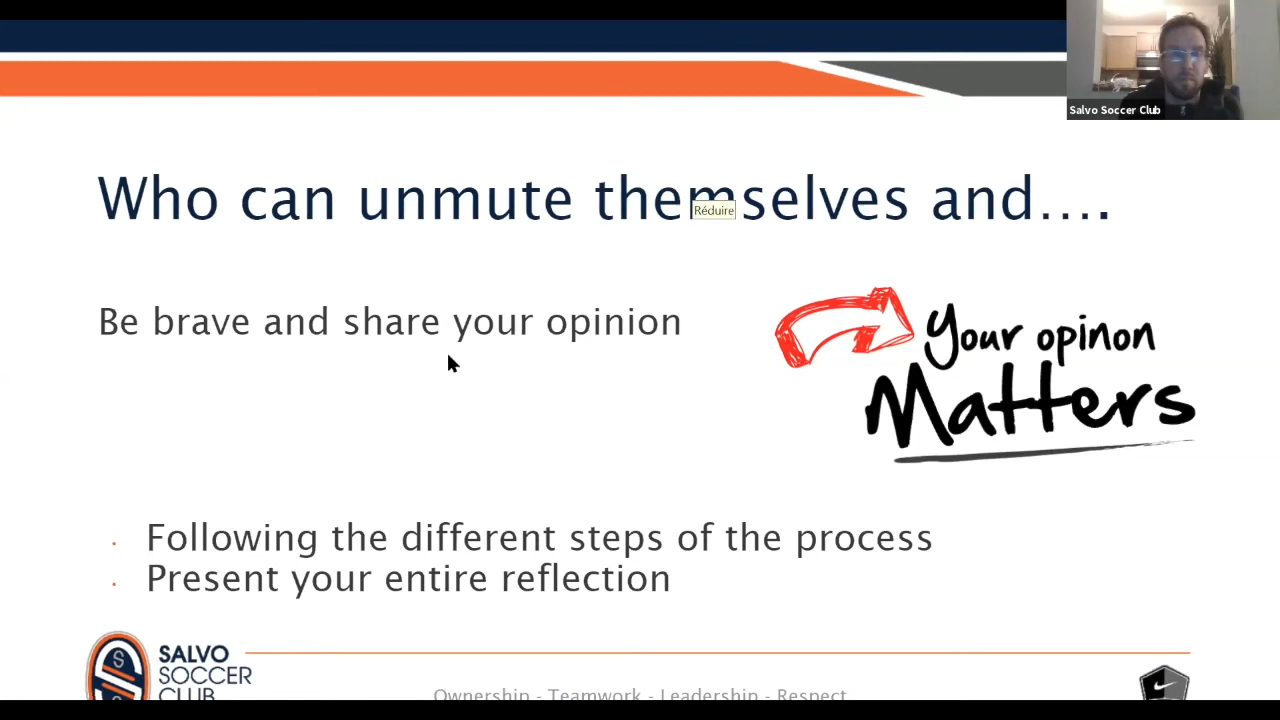 Salvo Soccer Club
Who can unmute themselves and....
Réduire
Be brave and share your opinion
Your opinon
Matters
Following the different steps of the process
Present your entire reflection
SALVO
SOCCER
CLUB
Ownership - Teamwork - Leadership - Respect